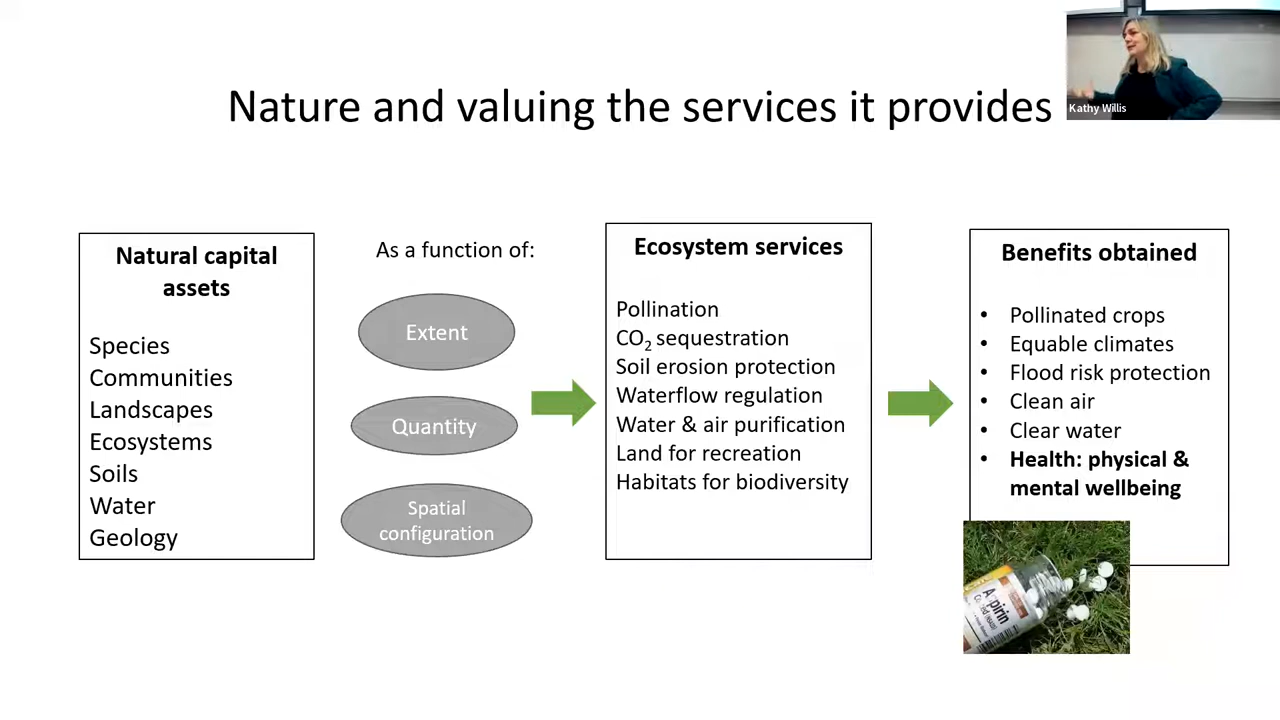 Nature and valuing the services it provides
Kathy Willis
Natural capital
assets
Species
Communities
Landscapes
Ecosystems
Soils
Water
Geology
As a function of:
Extent
Quantity
Spatial
configuration
Ecosystem services
Pollination
CO₂ sequestration
Soil erosion protection
Waterflow regulation
Water & air purification
Land for recreation
Habitats for biodiversity
Benefits obtained
• Pollinated crops
• Equable climates
• Flood risk protection
• Clean air
• Clear water
• Health: physical &
mental wellbeing
Aspirin